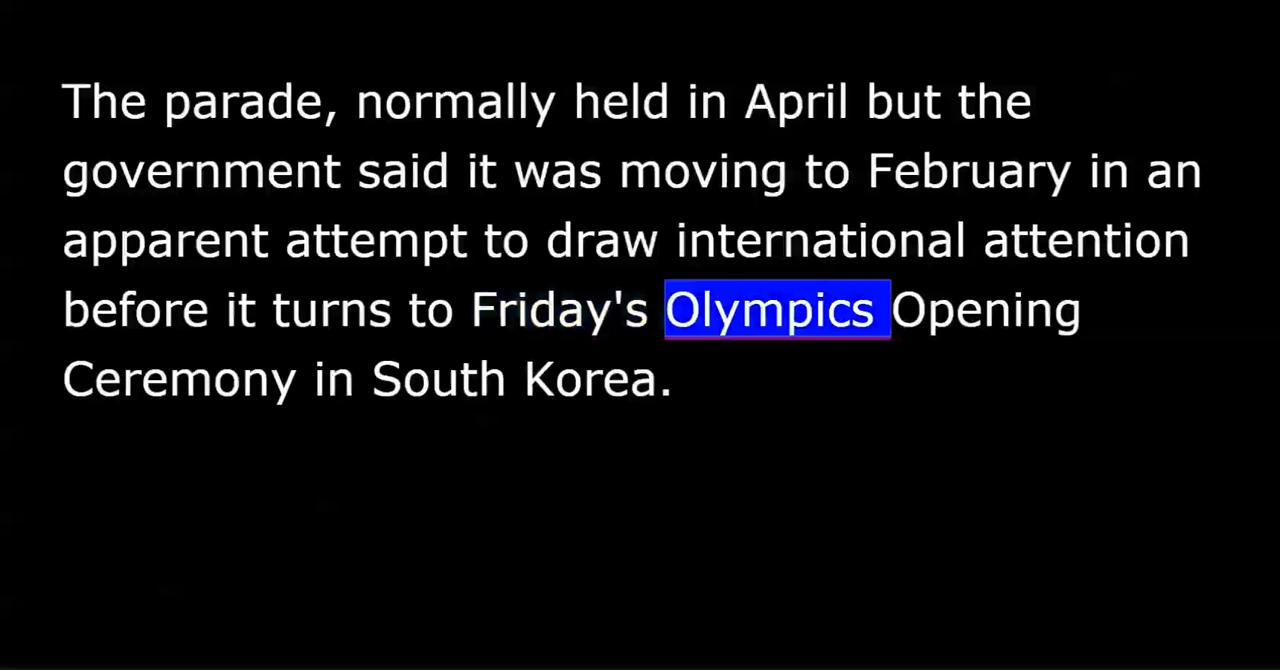 The parade, normally held in April but the
government said it was moving to February in an
apparent attempt to draw international attention
before it turns to Friday's Olympics Opening
Ceremony in South Korea.